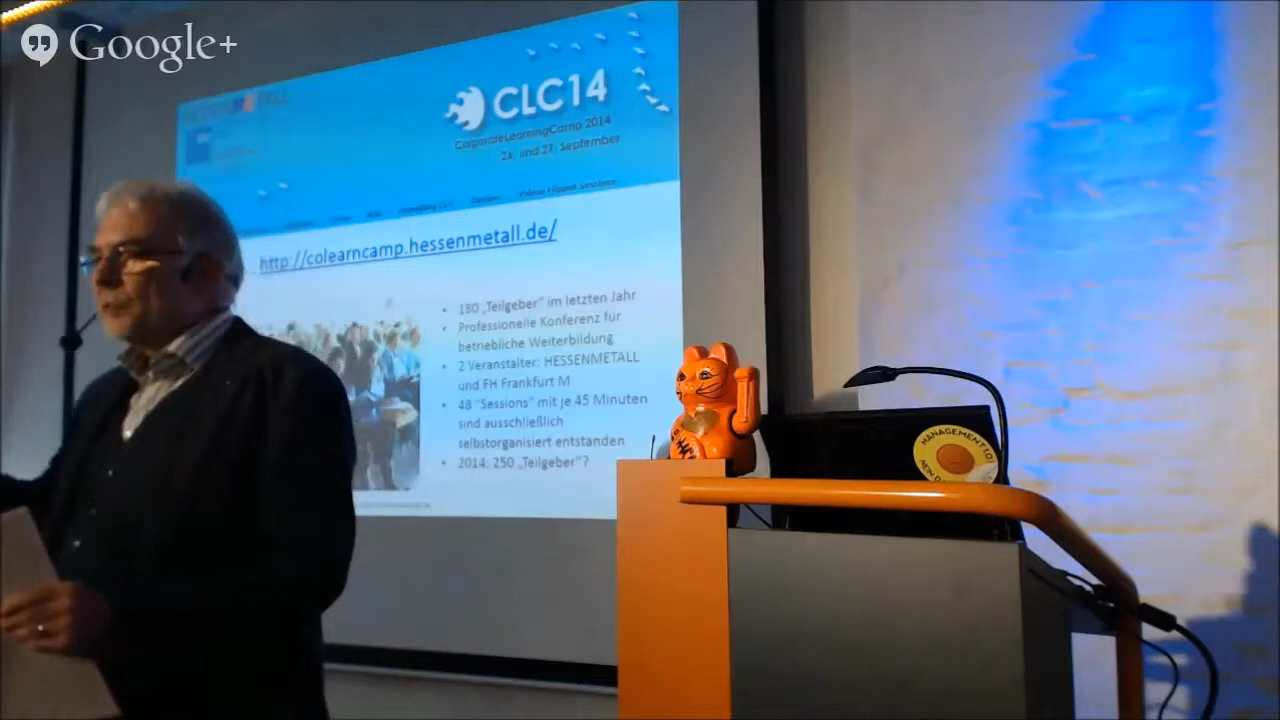 Google+
CLC14
CorporateLearningCamp 2014
26. und 27. September
http://colearncamp.hessenmetall.de/
• 180 „Teilgeber" im letzten Jahr
• Professionelle Konferenz für
betriebliche Weiterbildung
• 2 Veranstalter: HESSENMETALL
und FH Frankfurt M
• 48 "Sessions" mit je 45 Minuten
sind ausschließlich
selbstorganisiert entstanden
• 2014: 250 „Teilgeber"?
MANAGEMENT